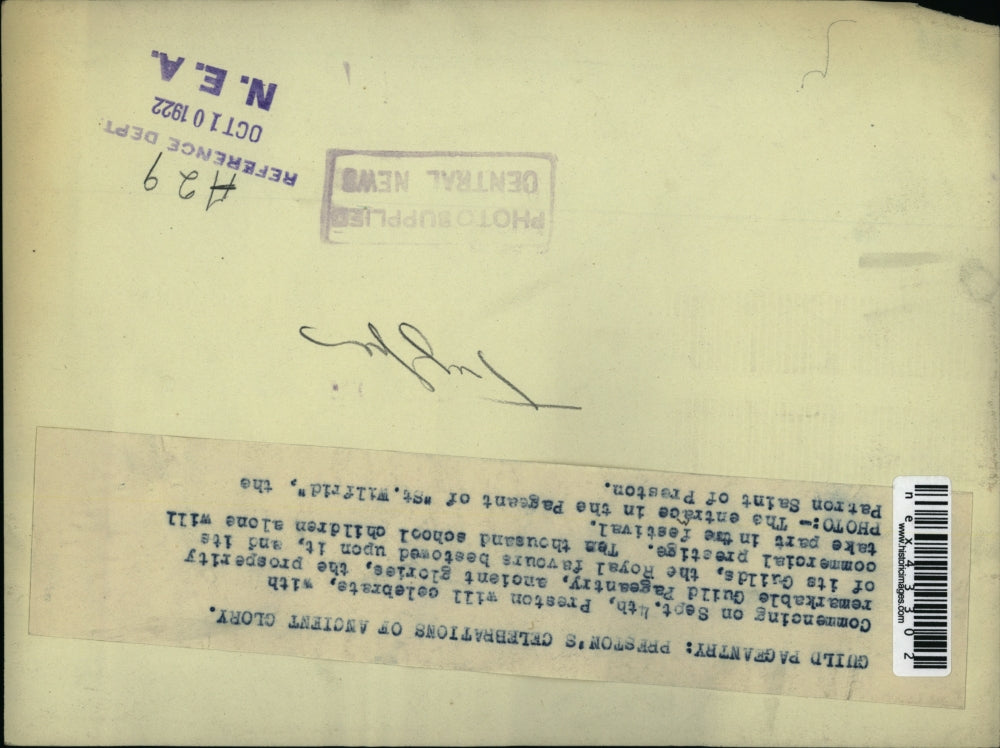 GUILD PAGEANTRY: PRESTON'S CELEBRATIONS OF ANCIENT GLORY.
Commencing on Sept. 4th, Preston will celebrate, with
remarkable Guild Pageantry, ancient glories, the prosperity
of its Guilds, the Royal favours bestowed upon it, and its
commercial prestige. Ten thousand school children alone will
take part in the festival.
PHOTO:- The entrace in the Pageant of "St.Wilfrid", the
Patron Saint of Preston.
PHOTO SUPPLIED
CENTRAL NEWS
A29
REFERENCE DEPT
OCT 10 1922
N. E. A.
nex43302
www.historicimages.com